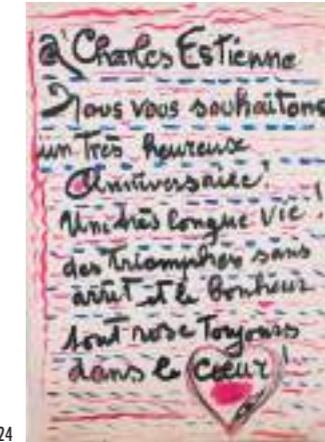 à Charles Estienne
Nous vous souhaitons
un Très heureuse
Anniversaire!
Une très longue vie!
des Triomphes sans
arrêt et le Bonheur
tout rose Toujours
dans le Cœur!
24